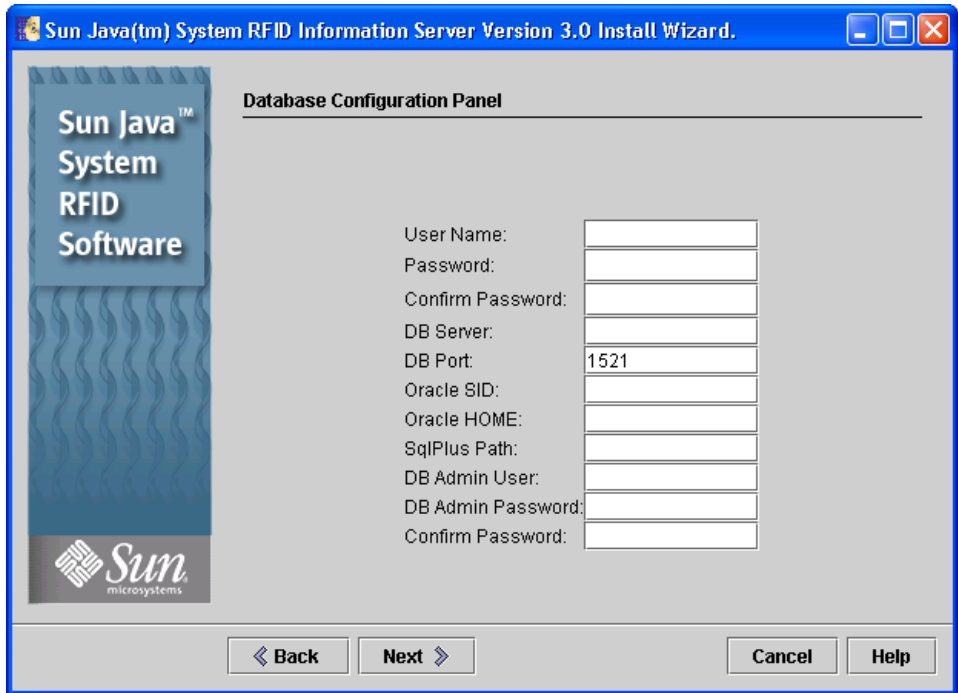 Sun Java(tm) System RFID Information Server Version 3.0 Install Wizard.
Sun Java™
System
RFID
Software
Sun
microsystems
Database Configuration Panel
User Name:
Password:
Confirm Password:
DB Server:
DB Port: 1521
Oracle SID:
Oracle HOME:
SqlPlus Path:
DB Admin User:
DB Admin Password:
Confirm Password:
Back Next Cancel Help